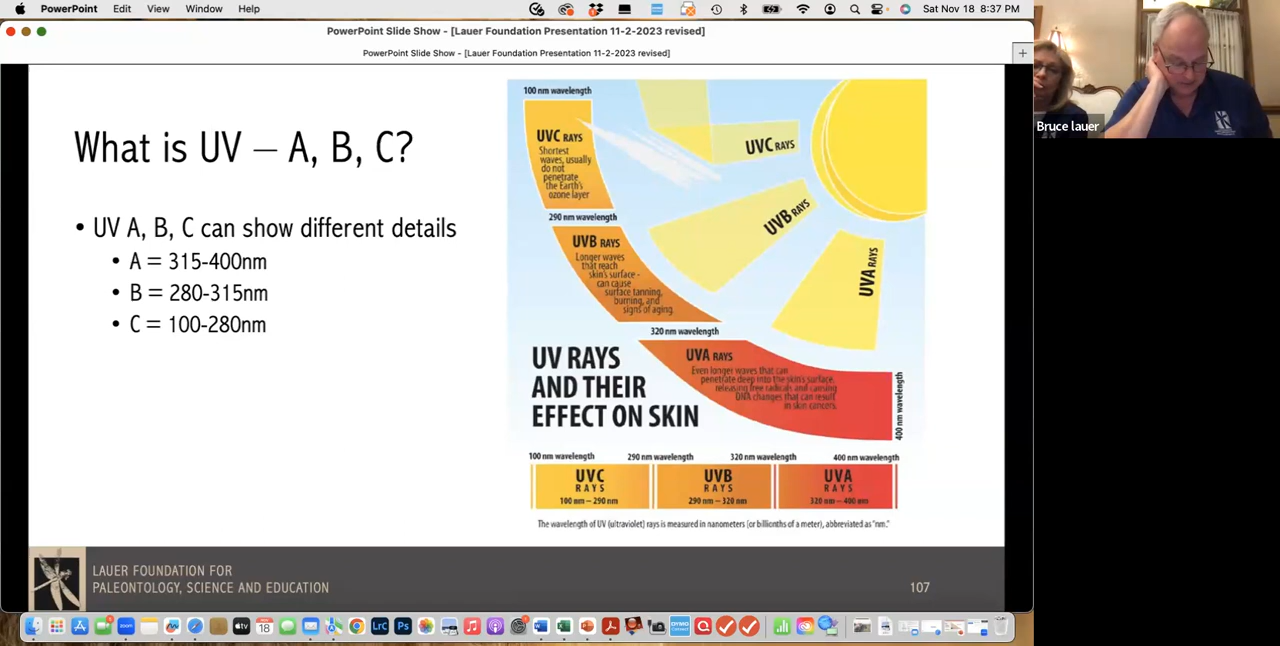 PowerPoint File Edit View Window Help
Sat Nov 18 8:37 PM
PowerPoint Slide Show - [Lauer Foundation Presentation 11-2-2023 revised]
PowerPoint Slide Show - [Lauer Foundation Presentation 11-2-2023 revised]
What is UV – A, B, C?
• UV A, B, C can show different details
• A = 315-400nm
• B = 280-315nm
• C = 100-280nm
100 nm wavelength
UVC RAYS
Shortest
waves, usually
do not
penetrate
the Earth's
ozone layer
290 nm wavelength
UVB RAYS
Longer waves
that reach
skin's surface -
can cause
surface tanning,
burning, and
signs of aging.
320 nm wavelength
UVA RAYS
Even longer waves that can
penetrate deep into the skin's surface,
releasing free radicals and causing
DNA changes that can result
in skin cancers.
400 nm wavelength
UVC RAYS
UVB RAYS
UVA RAYS
UV RAYS
AND THEIR
EFFECT ON SKIN
100 nm wavelength 290 nm wavelength 320 nm wavelength 400 nm wavelength
UVC
RAYS
100 nm – 290 nm
UVB
RAYS
290 nm – 320 nm
UVA
RAYS
320 nm – 400 nm
The wavelength of UV (ultraviolet) rays is measured in nanometers (or billionths of a meter), abbreviated as "nm."
LAUER FOUNDATION FOR
PALEONTOLOGY, SCIENCE AND EDUCATION
107
Bruce lauer
zoom
tv
18
LrC
Ps
DYMO